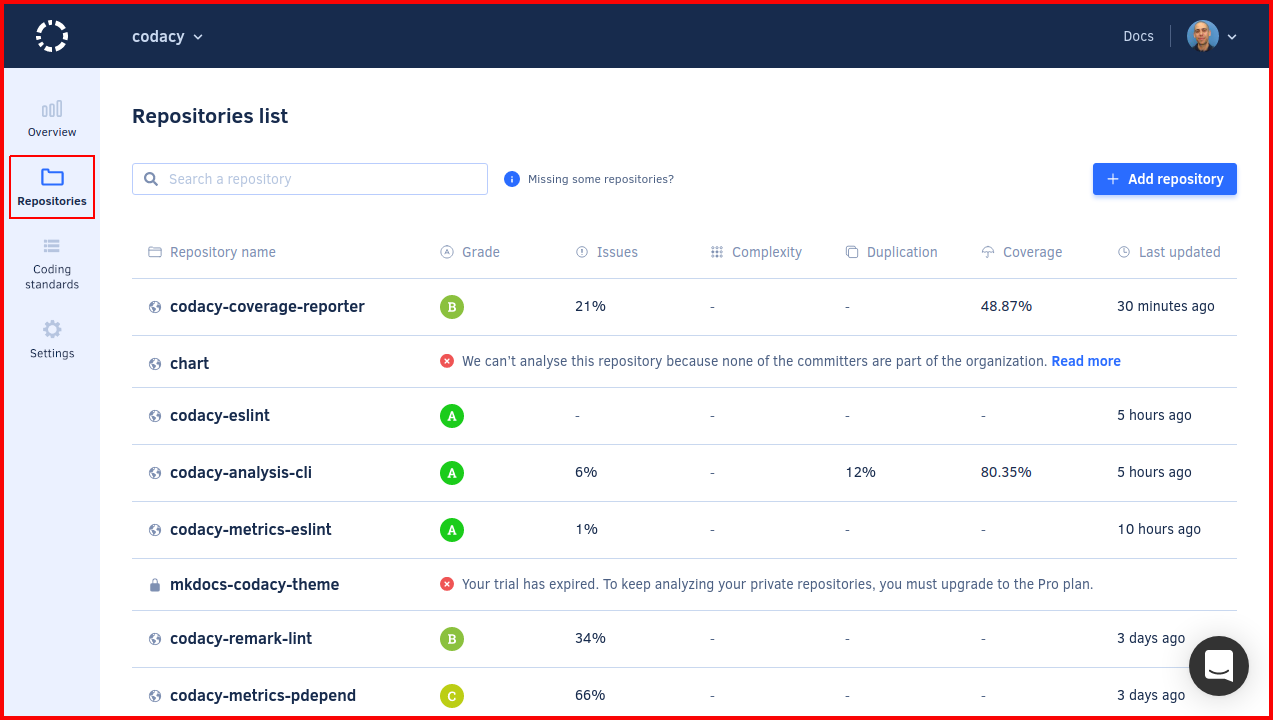 codacy
Docs
Overview
Repositories
Coding
standards
Settings
Repositories list
Search a repository
Missing some repositories?
Add repository
Repository name Grade Issues Complexity Duplication Coverage Last updated
codacy-coverage-reporter B 21% - - 48.87% 30 minutes ago
chart We can't analyse this repository because none of the committers are part of the organization. Read more
codacy-eslint A - - - - 5 hours ago
codacy-analysis-cli A 6% - 12% 80.35% 5 hours ago
codacy-metrics-eslint A 1% - - - 10 hours ago
mkdocs-codacy-theme Your trial has expired. To keep analyzing your private repositories, you must upgrade to the Pro plan.
codacy-remark-lint B 34% - - - 3 days ago
codacy-metrics-pdepend C 66% - - - 3 days ago